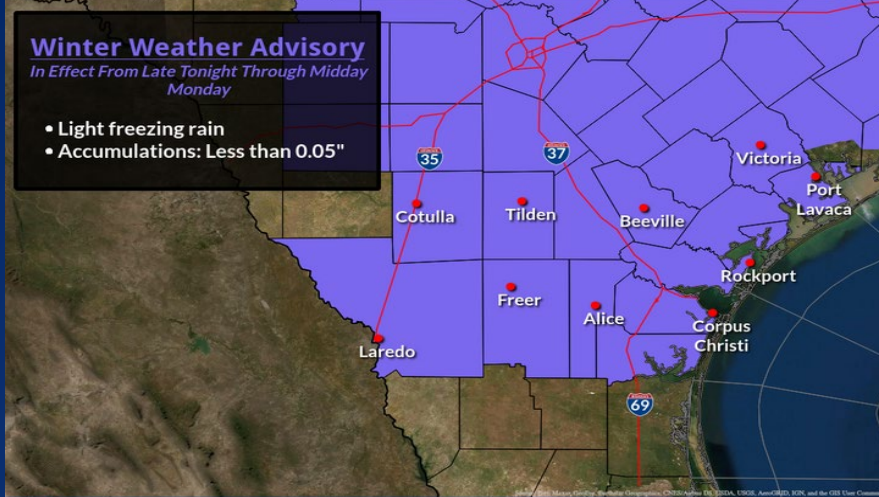 Winter Weather Advisory
In Effect From Late Tonight Through Midday
Monday
• Light freezing rain
• Accumulations: Less than 0.05"
35
37
Victoria
Port
Lavaca
Cotulla
Tilden
Beeville
Rockport
Freer
Alice
Corpus
Christi
Laredo
69